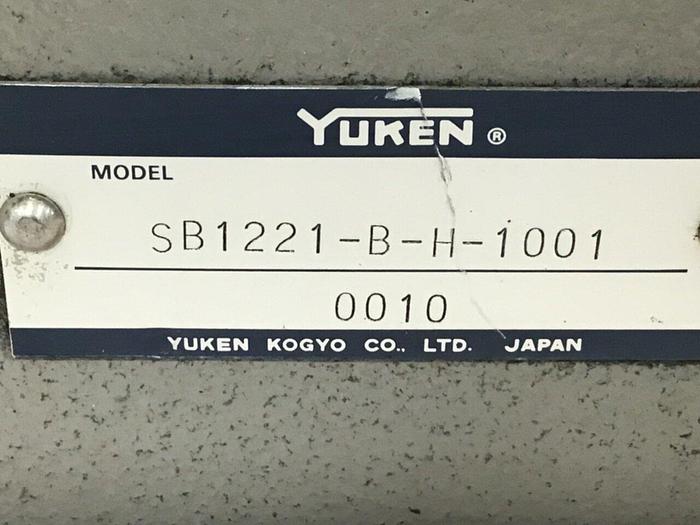 YUKEN ®
MODEL
SB1221-B-H-1001
0010
YUKEN KOGYO CO., LTD. JAPAN